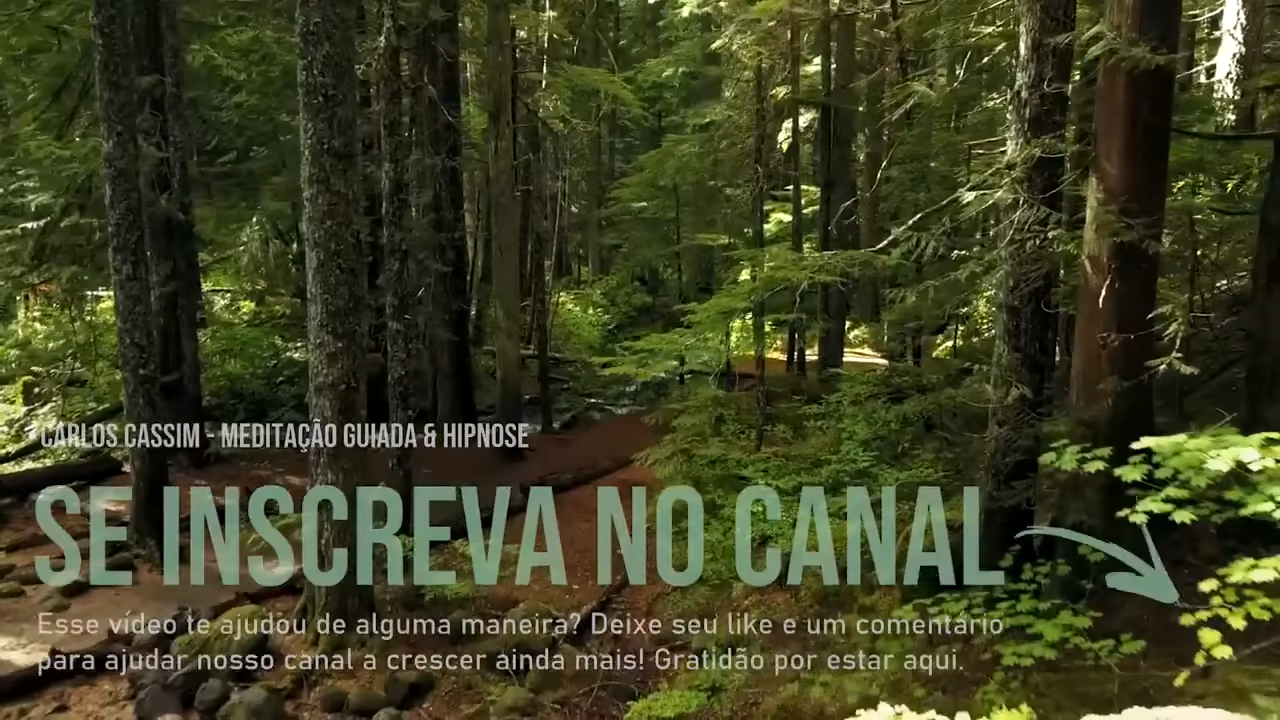 CARLOS CASSIM - MEDITAÇÃO GUIADA & HIPNOSE
SE INSCREVA NO CANAL
Esse vídeo te ajudou de alguma maneira? Deixe seu like e um comentário
para ajudar nosso canal a crescer ainda mais! Gratidão por estar aqui.